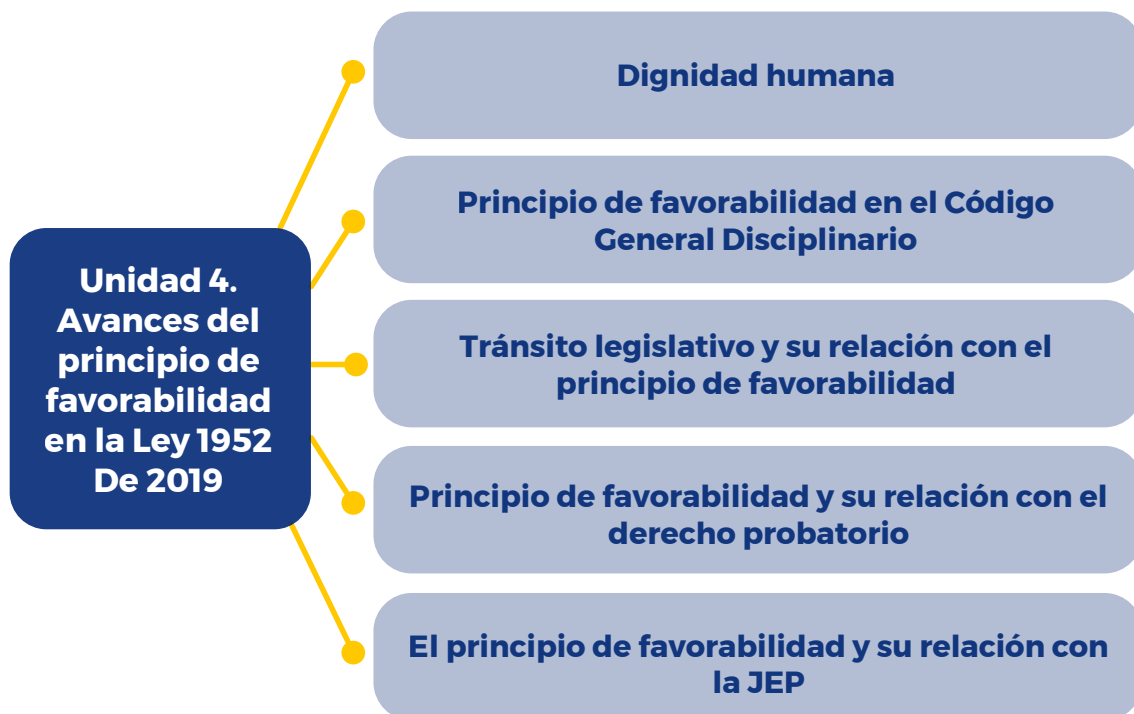 Unidad 4.
Avances del
principio de
favorabilidad
en la Ley 1952
De 2019
Dignidad humana
Principio de favorabilidad en el Código
General Disciplinario
Tránsito legislativo y su relación con el
principio de favorabilidad
Principio de favorabilidad y su relación con el
derecho probatorio
El principio de favorabilidad y su relación con
la JEP